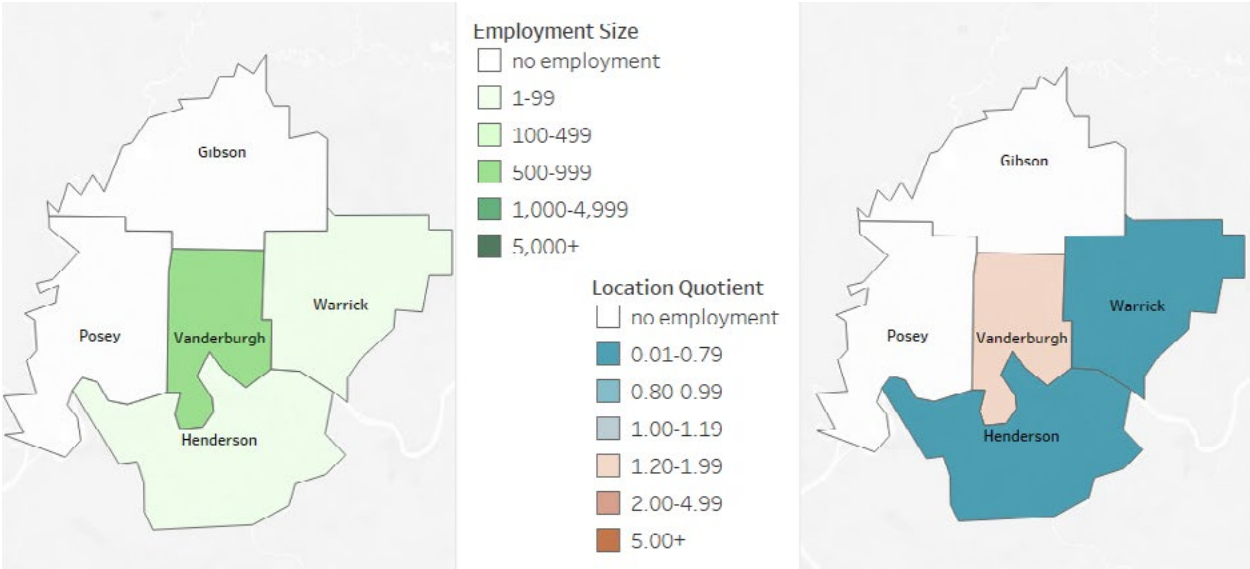 Gibson
Posey
Vanderburgh
Warrick
Henderson
Employment Size
no employment
1-99
100-499
500-999
1,000-4,999
5,000+
Location Quotient
no employment
0.01-0.79
0.80 0.99
1.00-1.19
1.20-1.99
2.00-4.99
5.00+
Gibson
Posey
Vanderburgh
Warrick
Henderson